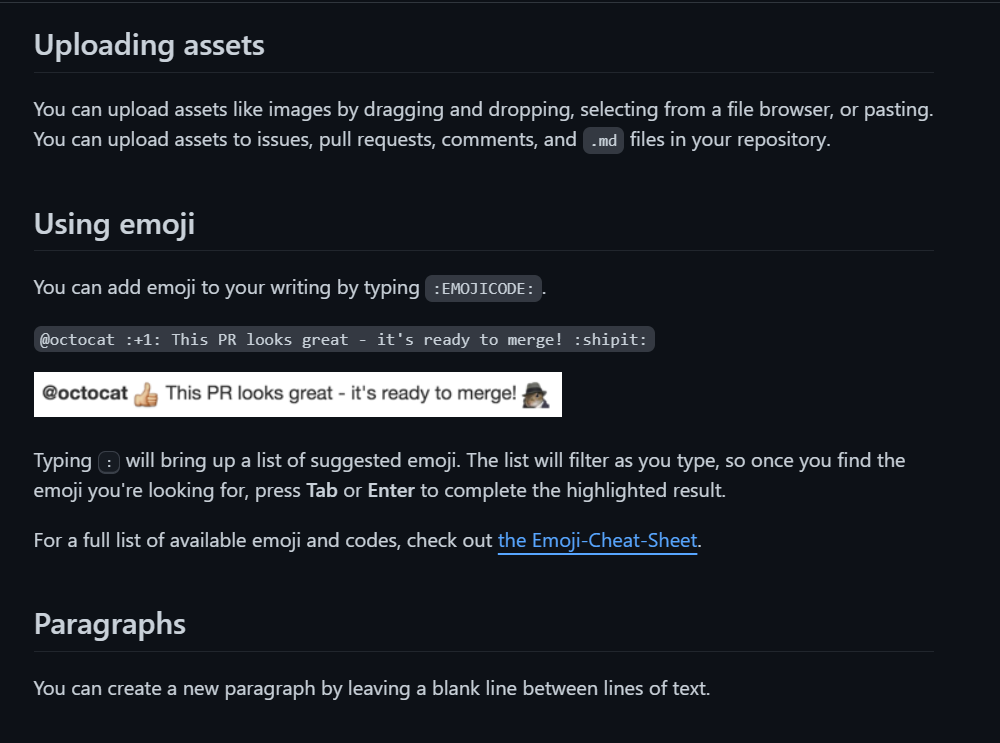 Uploading assets
You can upload assets like images by dragging and dropping, selecting from a file browser, or pasting.
You can upload assets to issues, pull requests, comments, and .md files in your repository.
Using emoji
You can add emoji to your writing by typing :EMOJICODE:.
@octocat :+1: This PR looks great - it's ready to merge! :shipit:
@octocat 👍 This PR looks great - it's ready to merge!
Typing : will bring up a list of suggested emoji. The list will filter as you type, so once you find the
emoji you're looking for, press Tab or Enter to complete the highlighted result.
For a full list of available emoji and codes, check out the Emoji-Cheat-Sheet.
Paragraphs
You can create a new paragraph by leaving a blank line between lines of text.